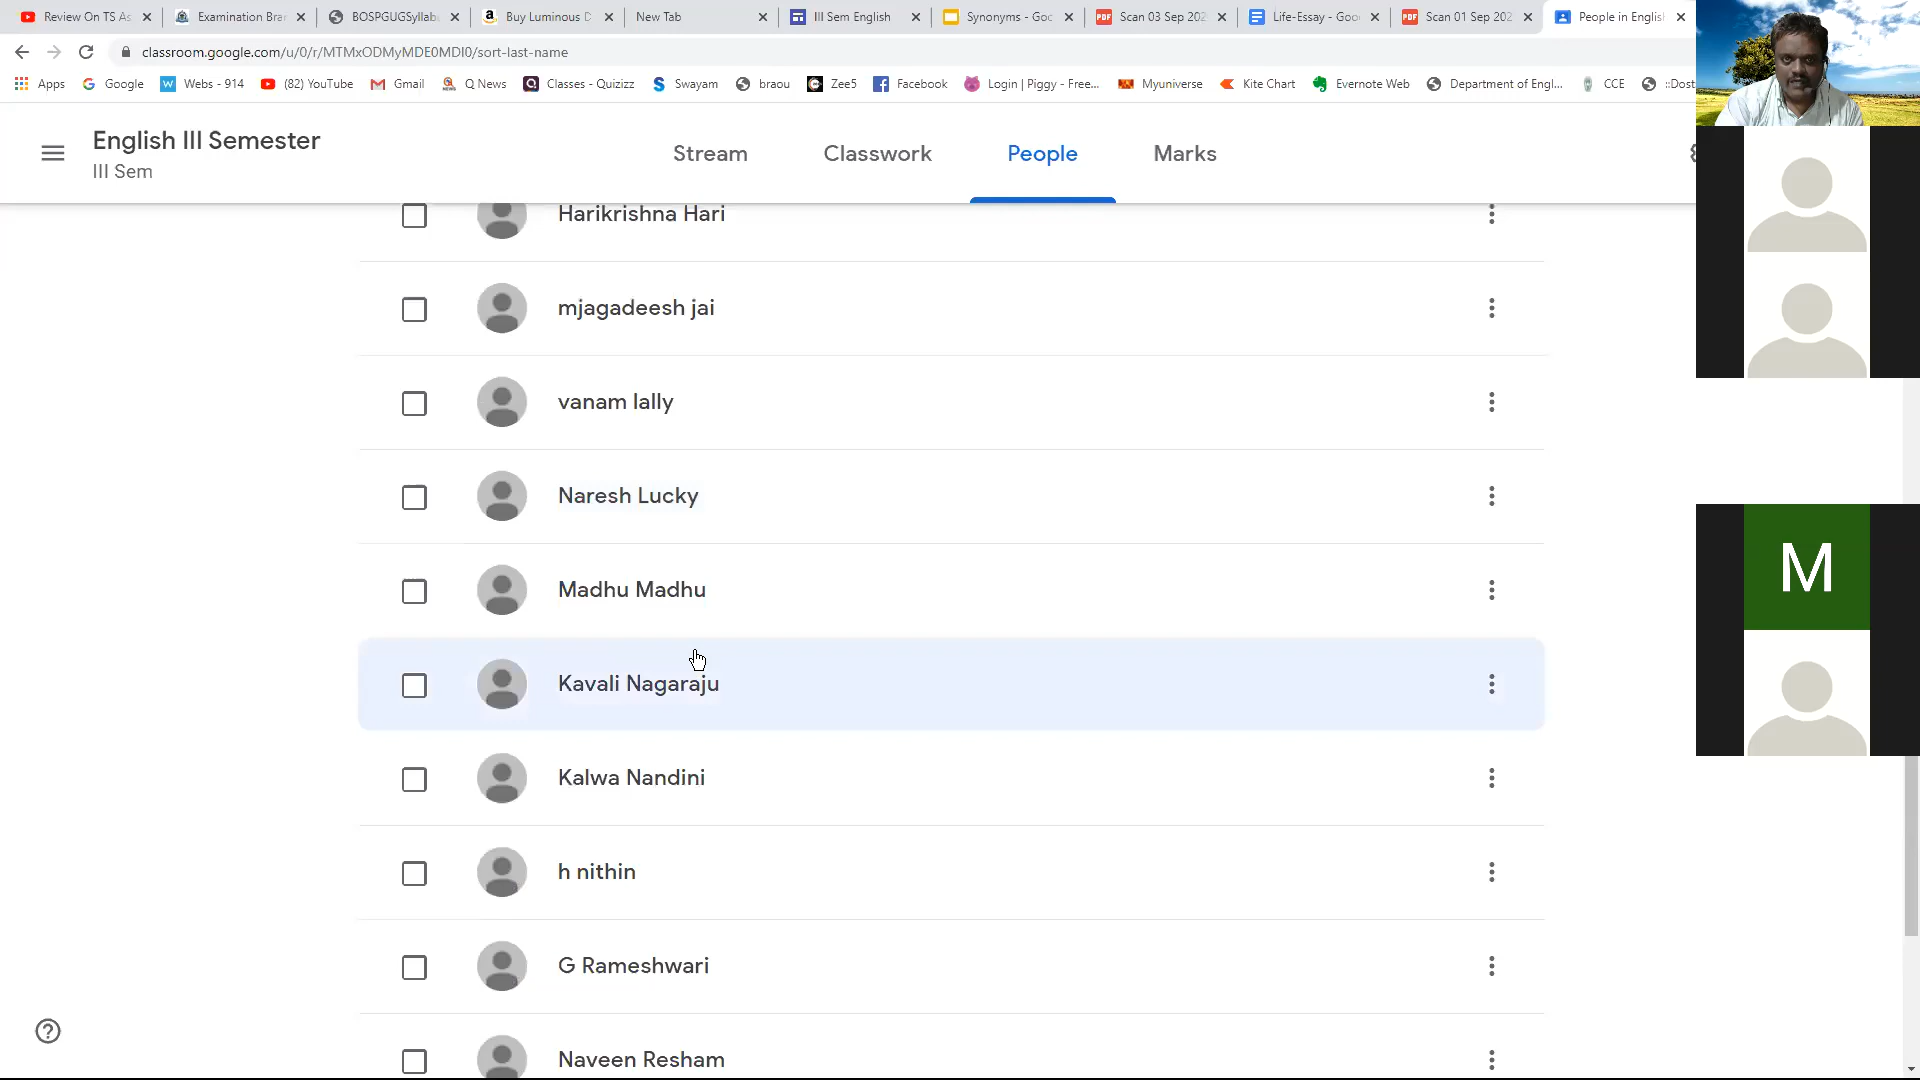 Review On TS As
Examination Bra
BOSPGUGSyllab
Buy Luminous D
New Tab
III Sem English
Synonyms - Goo
Scan 03 Sep 202
Life-Essay - Goo
Scan 01 Sep 202
People in Englis
classroom.google.com/u/0/r/MTMxODMyMDE0MDI0/sort-last-name
Apps
Google
Webs - 914
(82) YouTube
Gmail
Q News
Classes - Quizizz
Swayam
braou
Zee5
Facebook
Login | Piggy - Free...
Myuniverse
Kite Chart
Evernote Web
Department of Engl...
CCE
::Dost
English III Semester
III Sem
Stream
Classwork
People
Marks
Harikrishna Hari
mjagadeesh jai
vanam lally
Naresh Lucky
Madhu Madhu
Kavali Nagaraju
Kalwa Nandini
h nithin
G Rameshwari
Naveen Resham
M